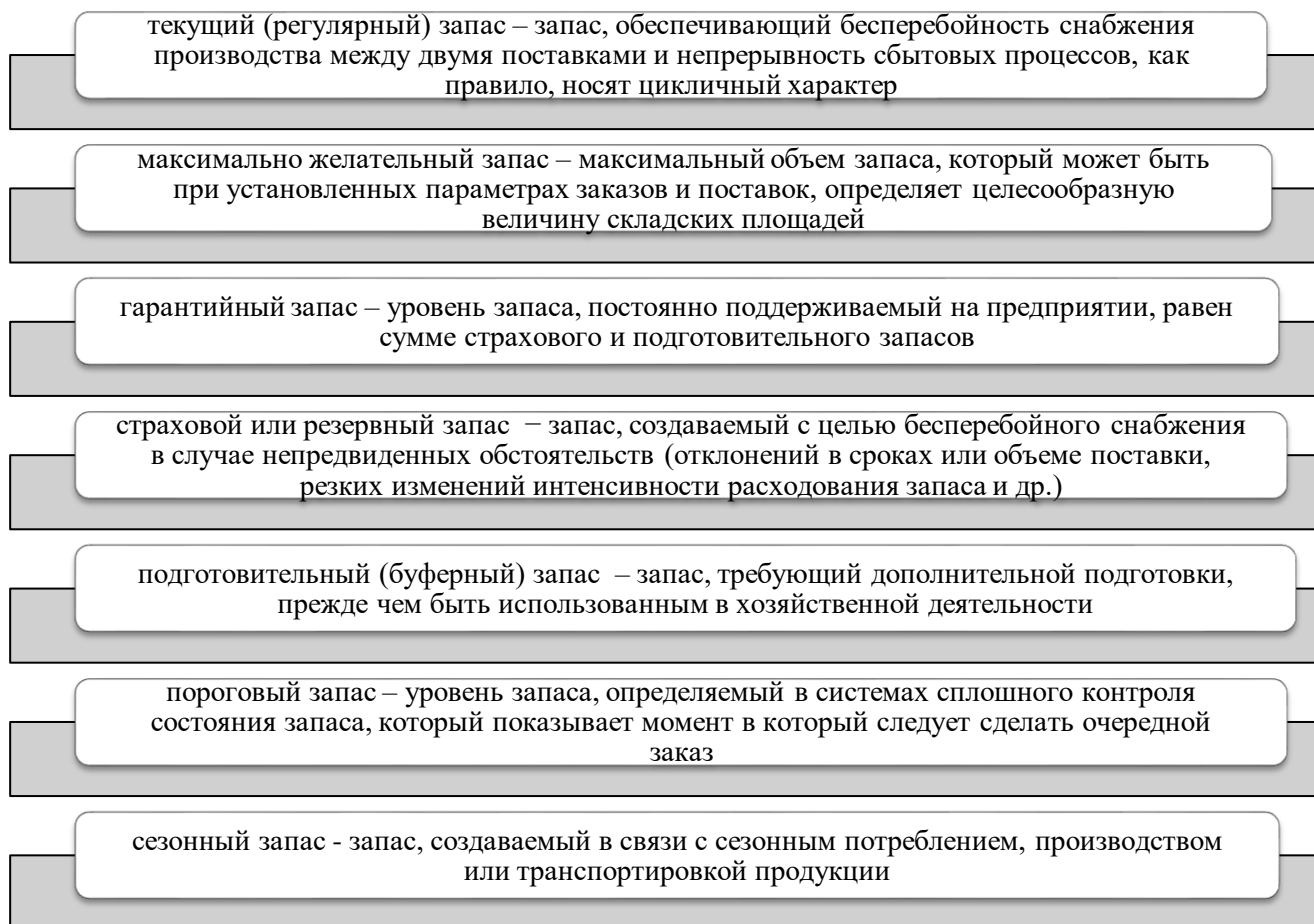 текущий (регулярный) запас – запас, обеспечивающий бесперебойность снабжения
производства между двумя поставками и непрерывность сбытовых процессов, как
правило, носят цикличный характер
максимально желательный запас – максимальный объем запаса, который может быть
при установленных параметрах заказов и поставок, определяет целесообразную
величину складских площадей
гарантийный запас – уровень запаса, постоянно поддерживаемый на предприятии, равен
сумме страхового и подготовительного запасов
страховой или резервный запас − запас, создаваемый с целью бесперебойного снабжения
в случае непредвиденных обстоятельств (отклонений в сроках или объеме поставки,
резких изменений интенсивности расходования запаса и др.)
подготовительный (буферный) запас – запас, требующий дополнительной подготовки,
прежде чем быть использованным в хозяйственной деятельности
пороговый запас – уровень запаса, определяемый в системах сплошного контроля
состояния запаса, который показывает момент в который следует сделать очередной
заказ
сезонный запас - запас, создаваемый в связи с сезонным потреблением, производством
или транспортировкой продукции